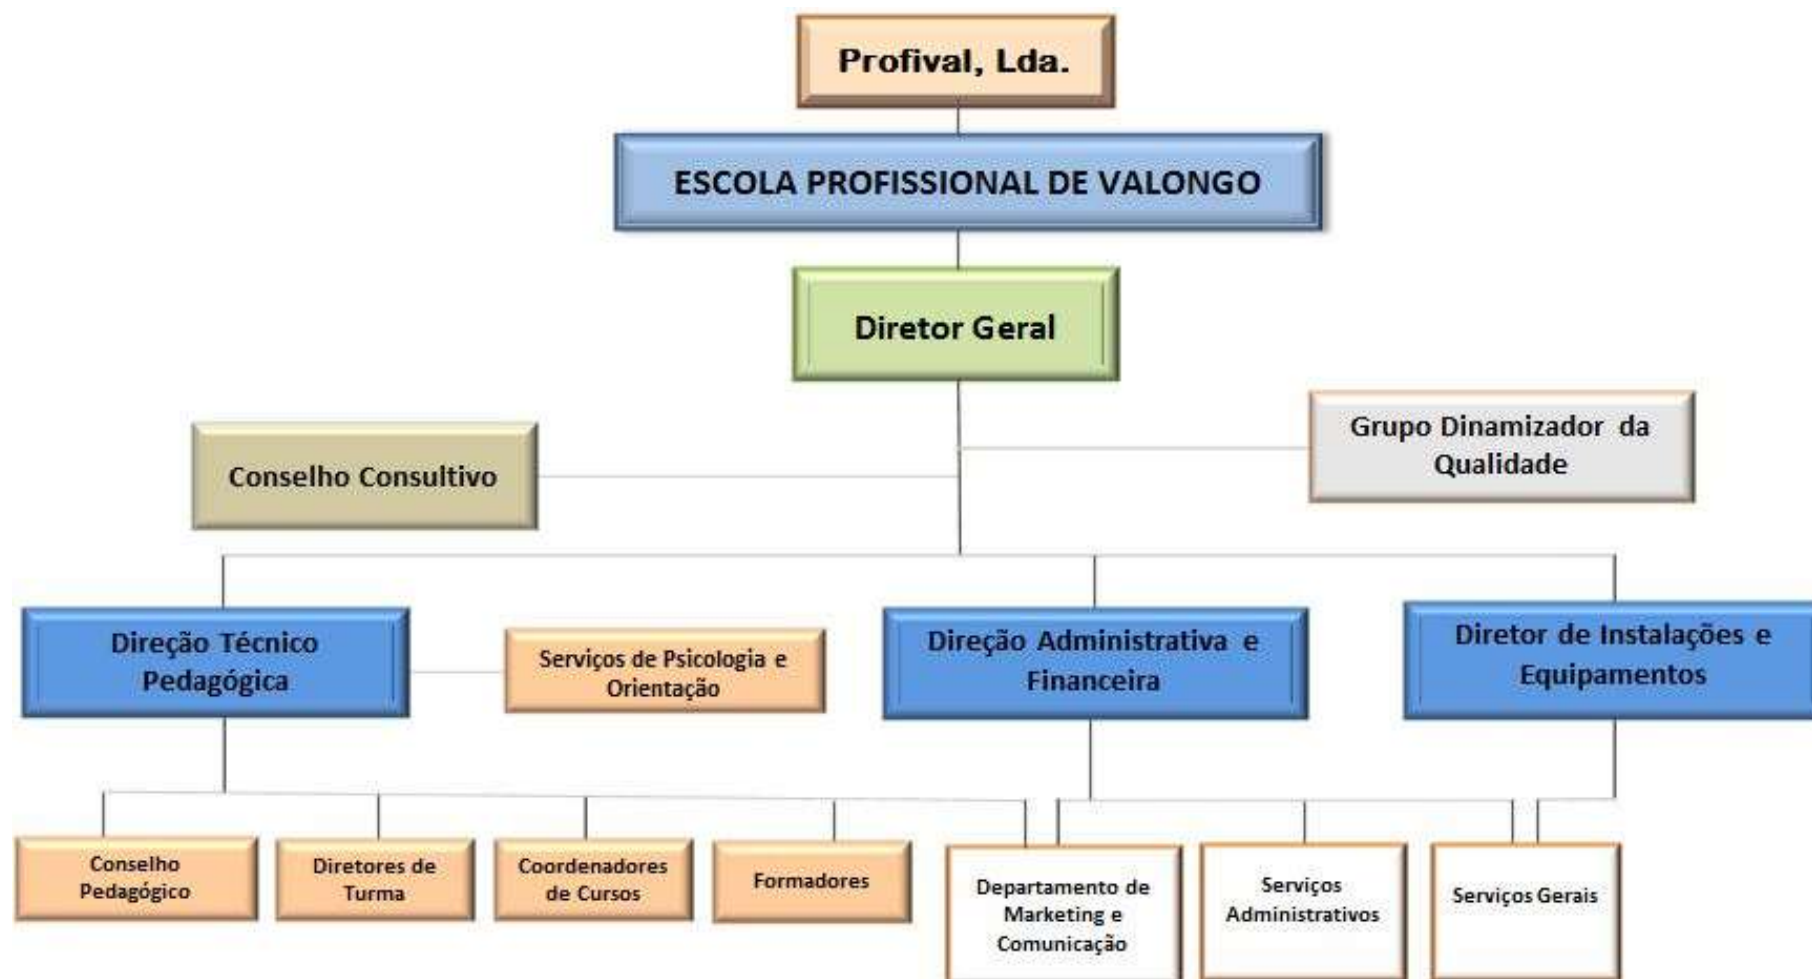 Profival, Lda.
ESCOLA PROFISSIONAL DE VALONGO
Diretor Geral
Conselho Consultivo
Grupo Dinamizador da
Qualidade
Direção Técnico
Pedagógica
Serviços de Psicologia e
Orientação
Direção Administrativa e
Financeira
Diretor de Instalações e
Equipamentos
Conselho
Pedagógico
Diretores de
Turma
Coordenadores
de Cursos
Formadores
Departamento de
Marketing e
Comunicação
Serviços
Administrativos
Serviços Gerais